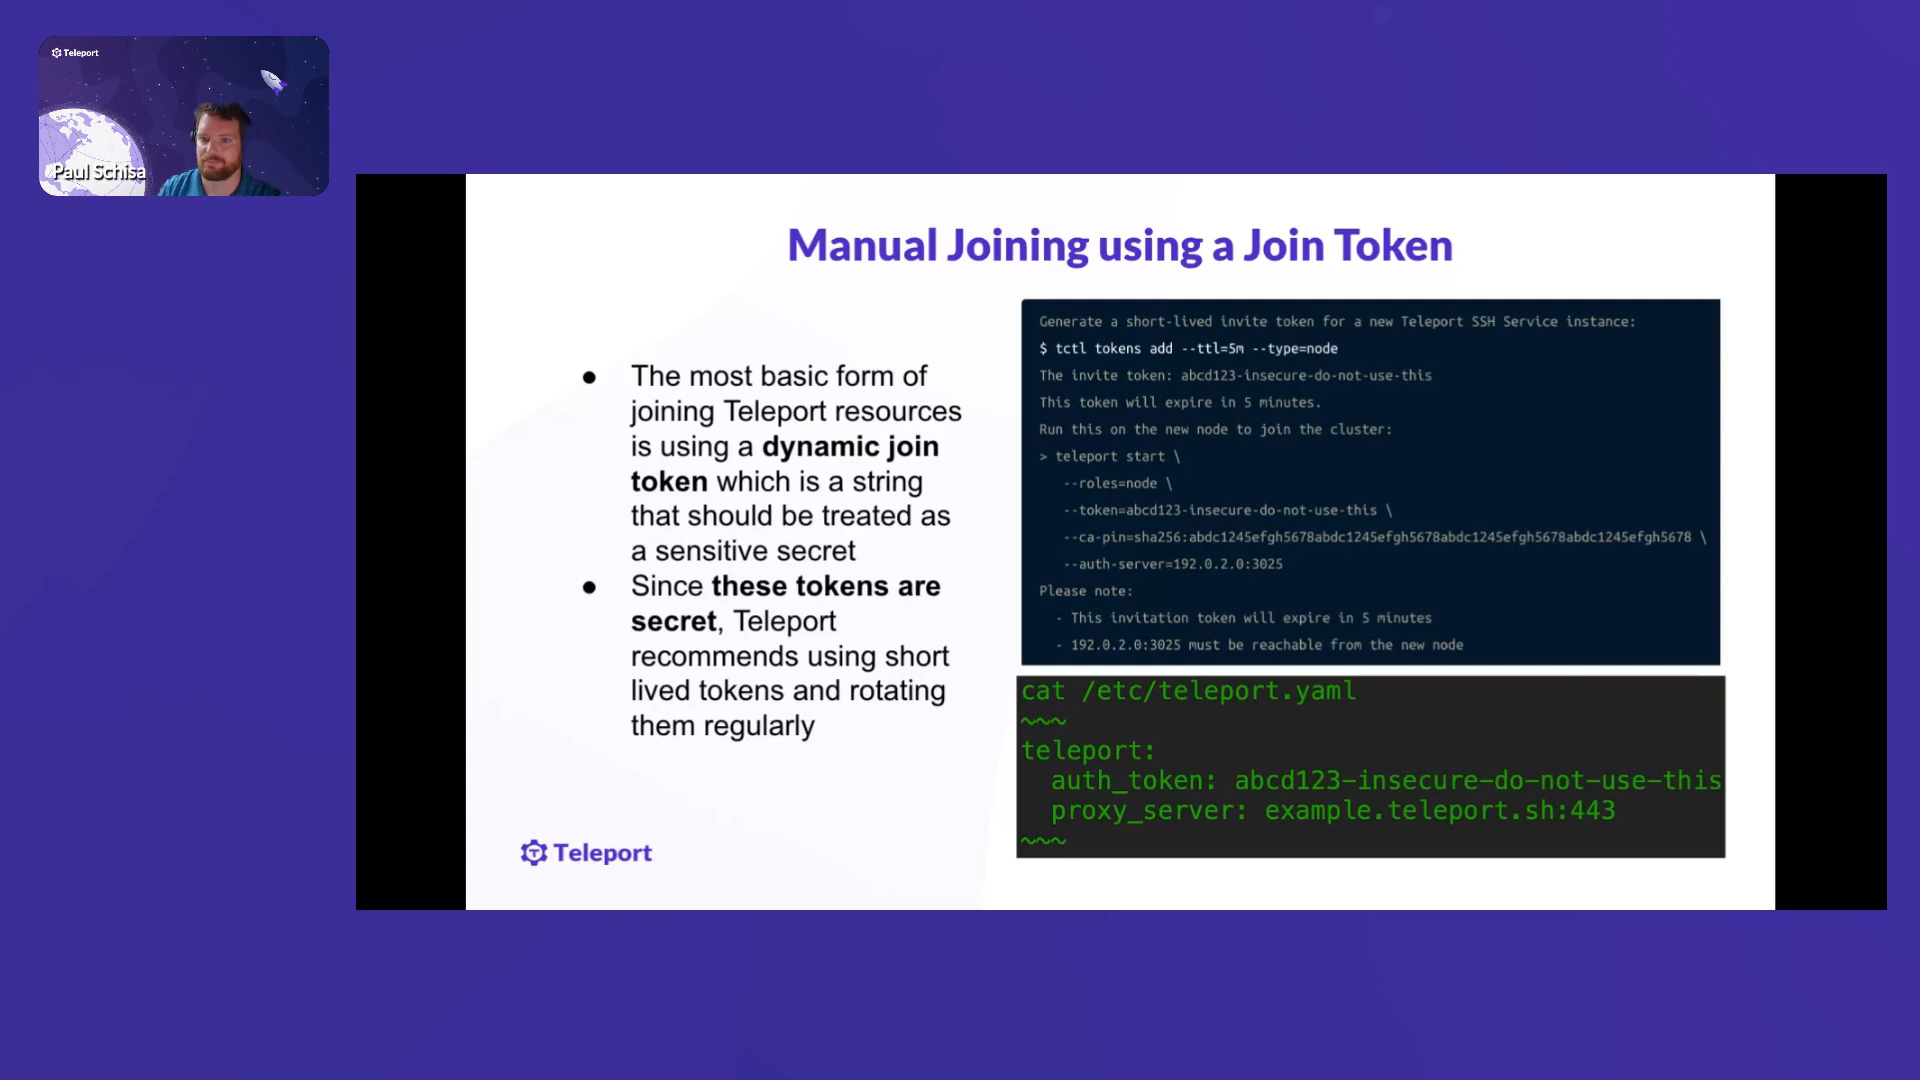 Teleport
Paul Schisa
Manual Joining using a Join Token
● The most basic form of
joining Teleport resources
is using a dynamic join
token which is a string
that should be treated as
a sensitive secret
● Since these tokens are
secret, Teleport
recommends using short
lived tokens and rotating
them regularly
Teleport
Generate a short-lived invite token for a new Teleport SSH Service instance:
$ tctl tokens add --ttl=5m --type=node
The invite token: abcd123-insecure-do-not-use-this
This token will expire in 5 minutes.
Run this on the new node to join the cluster:
> teleport start \
--roles=node \
--token=abcd123-insecure-do-not-use-this \
--ca-pin=sha256:abdc1245efgh5678abdc1245efgh5678abdc1245efgh5678abdc1245efgh5678 \
--auth-server=192.0.2.0:3025
Please note:
- This invitation token will expire in 5 minutes
- 192.0.2.0:3025 must be reachable from the new node
cat /etc/teleport.yaml
~~~
teleport:
auth_token: abcd123-insecure-do-not-use-this
proxy_server: example.teleport.sh:443
~~~